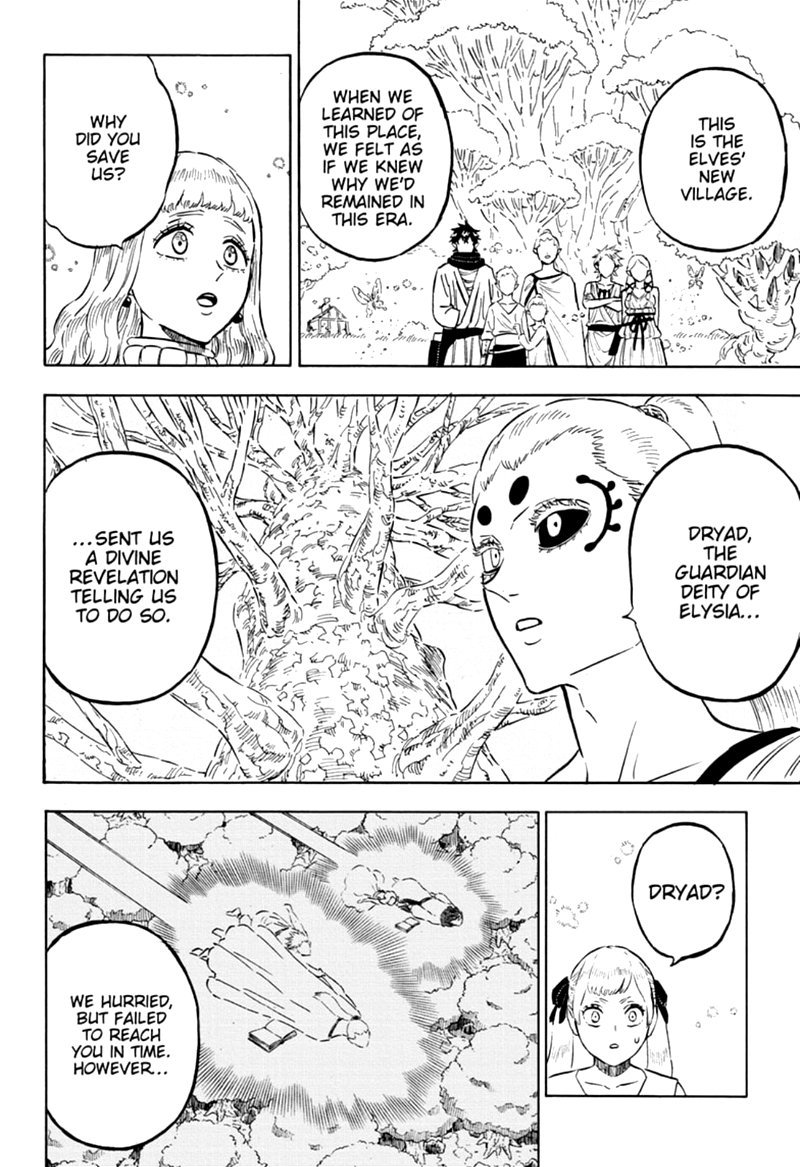 THIS
IS THE
ELVES'
NEW
VILLAGE.
WHEN WE
LEARNED OF
THIS PLACE,
WE FELT AS
IF WE KNEW
WHY WE'D
REMAINED IN
THIS ERA.
WHY
DID YOU
SAVE
US?
DRYAD,
THE
GUARDIAN
DEITY OF
ELYSIA...
...SENT US
A DIVINE
REVELATION
TELLING US
TO DO SO.
DRYAD?
WE HURRIED,
BUT FAILED
TO REACH
YOU IN TIME.
HOWEVER...